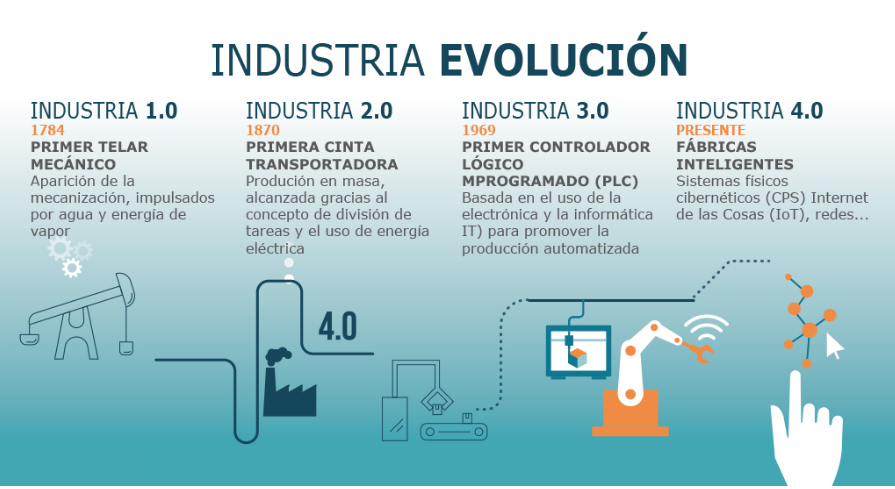 INDUSTRIA EVOLUCIÓN
INDUSTRIA 1.0
1784
PRIMER TELAR
MECÁNICO
Aparición de la
mecanización, impulsados
por agua y energía de
vapor
INDUSTRIA 2.0
1870
PRIMERA CINTA
TRANSPORTADORA
Produción en masa,
alcanzada gracias al
concepto de división de
tareas y el uso de energía
eléctrica
INDUSTRIA 3.0
1969
PRIMER CONTROLADOR
LÓGICO
MPROGRAMADO (PLC)
Basada en el uso de la
electrónica y la informática
IT) para promover la
producción automatizada
INDUSTRIA 4.0
PRESENTE
FÁBRICAS
INTELIGENTES
Sistemas físicos
cibernéticos (CPS) Internet
de las Cosas (IoT), redes...
4.0